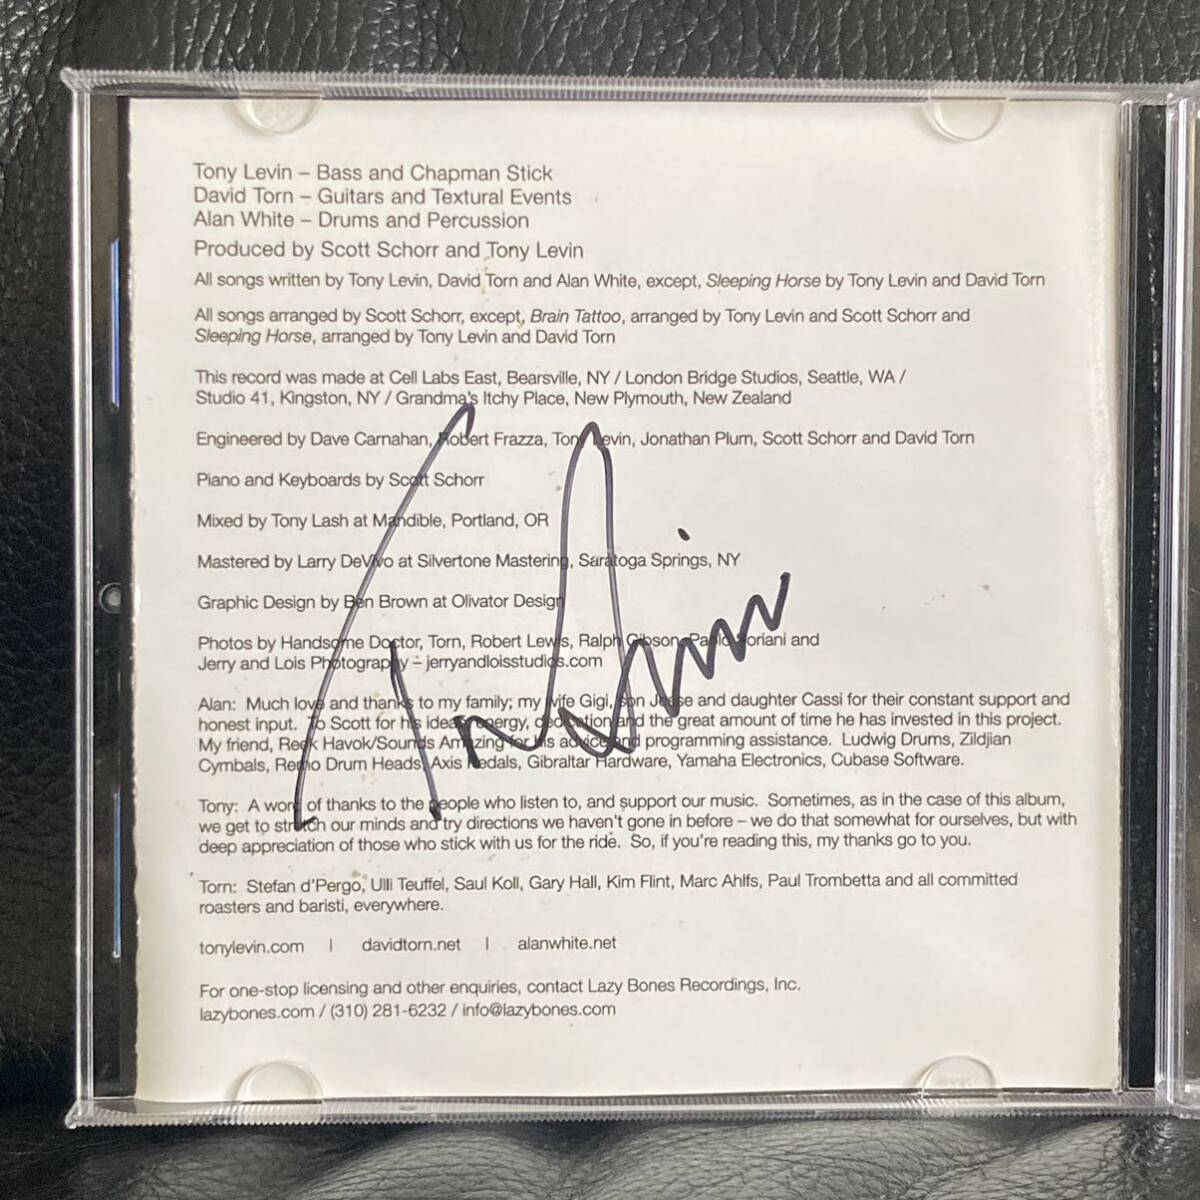 Tony Levin – Bass and Chapman Stick
David Torn – Guitars and Textural Events
Alan White – Drums and Percussion
Produced by Scott Schorr and Tony Levin
All songs written by Tony Levin, David Torn and Alan White, except, Sleeping Horse by Tony Levin and David Torn
All songs arranged by Scott Schorr, except, Brain Tattoo, arranged by Tony Levin and Scott Schorr and
Sleeping Horse, arranged by Tony Levin and David Torn
This record was made at Cell Labs East, Bearsville, NY / London Bridge Studios, Seattle, WA /
Studio 41, Kingston, NY / Grandma's Itchy Place, New Plymouth, New Zealand
Engineered by Dave Carnahan, Robert Frazza, Tony Levin, Jonathan Plum, Scott Schorr and David Torn
Piano and Keyboards by Scott Schorr
Mixed by Tony Lash at Mandible, Portland, OR
Mastered by Larry DeVivo at Silvertone Mastering, Saratoga Springs, NY
Graphic Design by Ben Brown at Olivator Design
Photos by Handsome Doctor, Torn, Robert Lewis, Ralph Gibson, Pablo Soriani and
Jerry and Lois Photography – jerryandloisstudios.com
Alan: Much love and thanks to my family; my wife Gigi, son Jesse and daughter Cassi for their constant support and
honest input. To Scott for his ideas, energy, dedication and the great amount of time he has invested in this project.
My friend, Reek Havok/Sounds Amazing for his advice and programming assistance. Ludwig Drums, Zildjian
Cymbals, Remo Drum Heads, Axis Pedals, Gibraltar Hardware, Yamaha Electronics, Cubase Software.
Tony: A word of thanks to the people who listen to, and support our music. Sometimes, as in the case of this album,
we get to stretch our minds and try directions we haven't gone in before – we do that somewhat for ourselves, but with
deep appreciation of those who stick with us for the ride. So, if you're reading this, my thanks go to you.
Torn: Stefan d'Pergo, Ulli Teuffel, Saul Koll, Gary Hall, Kim Flint, Marc Ahlfs, Paul Trombetta and all committed
roasters and baristi, everywhere.
tonylevin.com | davidtorn.net | alanwhite.net
For one-stop licensing and other enquiries, contact Lazy Bones Recordings, Inc.
lazybones.com / (310) 281-6232 / info@lazybones.com